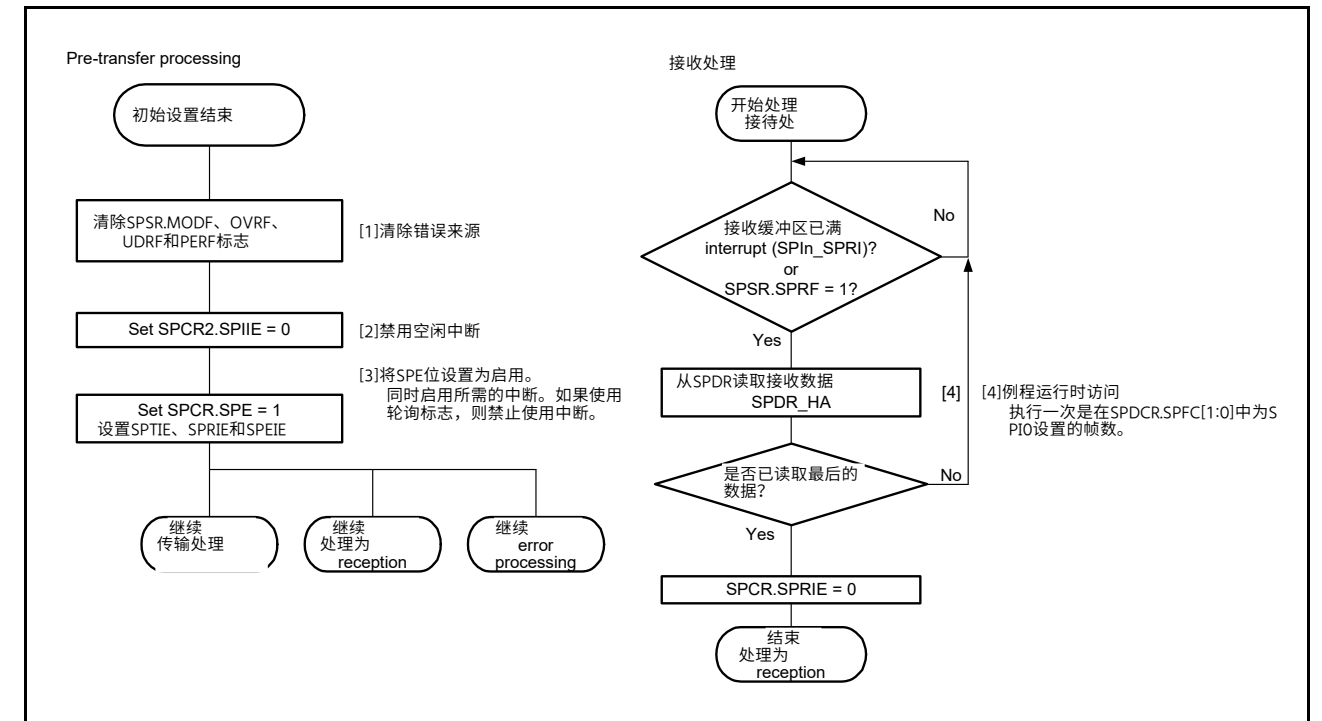 Pre-transfer processing
初始设置结束
清除SPSR.MODF、OVRF、
UDRF和PERF标志
[1]清除错误来源
Set SPCR2.SPIIE = 0
[2]禁用空闲中断
[3]将SPE位设置为启用。
同时启用所需的中断。如果使用
轮询标志，则禁止使用中断。
Set SPCR.SPE = 1
设置SPTIE、SPRIE和SPEIE
继续
传输处理
继续
处理为
reception
继续
error
processing
接收处理
开始处理
接待处
接收缓冲区已满
interrupt (SPIn_SPRI)?
or
SPSR.SPRF = 1?
No
Yes
从SPDR读取接收数据
SPDR_HA
[4]
[4]例程运行时访问
执行一次是在SPDCR.SPFC[1:0]中为S
PI0设置的帧数。
是否已读取最后的
数据？
No
Yes
SPCR.SPRIE = 0
结束
处理为
reception